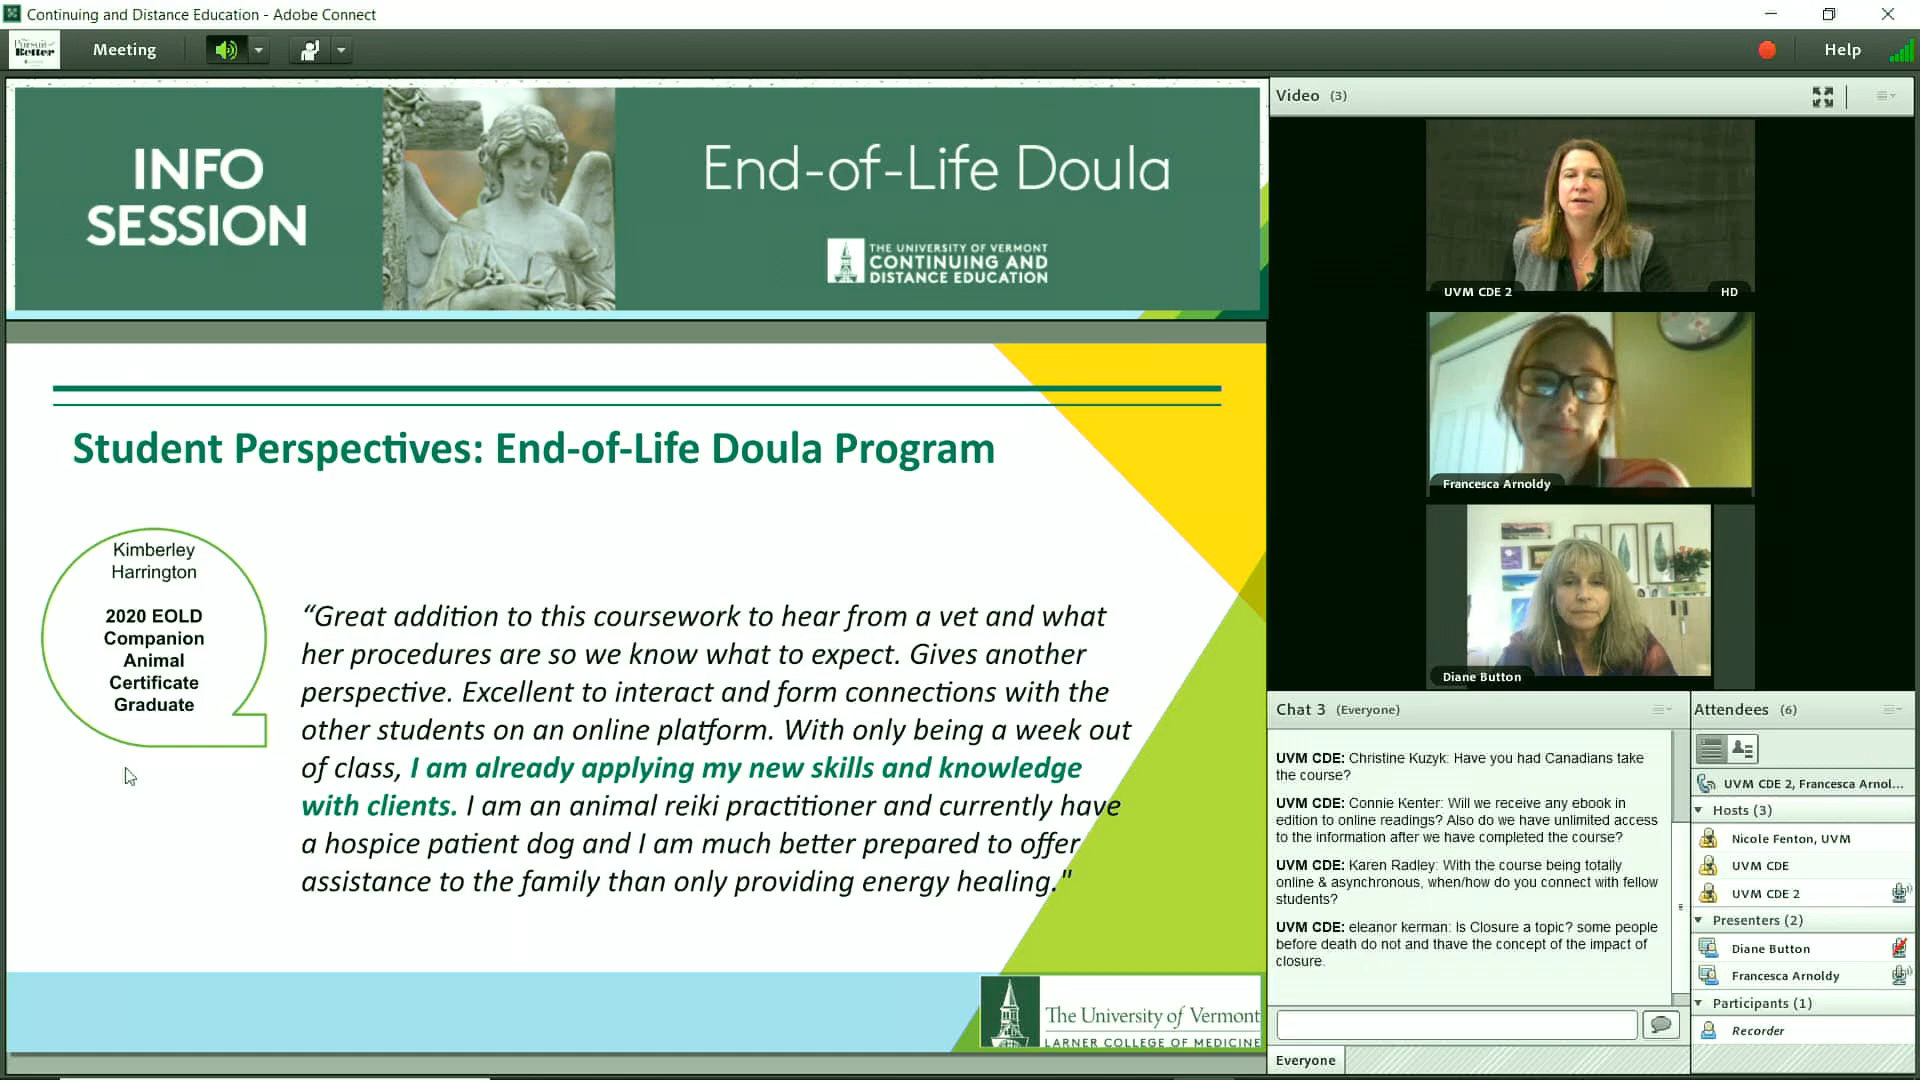 Continuing and Distance Education - Adobe Connect
Pursuit of
Better
Meeting
Help
INFO
SESSION
End-of-Life Doula
THE UNIVERSITY OF VERMONT
CONTINUING AND
DISTANCE EDUCATION
Student Perspectives: End-of-Life Doula Program
Kimberley
Harrington
2020 EOLD
Companion
Animal
Certificate
Graduate
“Great addition to this coursework to hear from a vet and what
her procedures are so we know what to expect. Gives another
perspective. Excellent to interact and form connections with the
other students on an online platform. With only being a week out
of class, I am already applying my new skills and knowledge
with clients. I am an animal reiki practitioner and currently have
a hospice patient dog and I am much better prepared to offer
assistance to the family than only providing energy healing."
The University of Vermont
LARNER COLLEGE OF MEDICINE
Video (3)
UVM CDE 2
HD
Francesca Arnoldy
Diane Button
Chat 3 (Everyone)
UVM CDE: Christine Kuzyk: Have you had Canadians take
the course?
UVM CDE: Connie Kenter: Will we receive any ebook in
edition to online readings? Also do we have unlimited access
to the information after we have completed the course?
UVM CDE: Karen Radley: With the course being totally
online & asynchronous, when/how do you connect with fellow
students?
UVM CDE: eleanor kerman: Is Closure a topic? some people
before death do not and thave the concept of the impact of
closure.
Everyone
Attendees (6)
UVM CDE 2, Francesca Arnol...
Hosts (3)
Nicole Fenton, UVM
UVM CDE
UVM CDE 2
Presenters (2)
Diane Button
Francesca Arnoldy
Participants (1)
Recorder